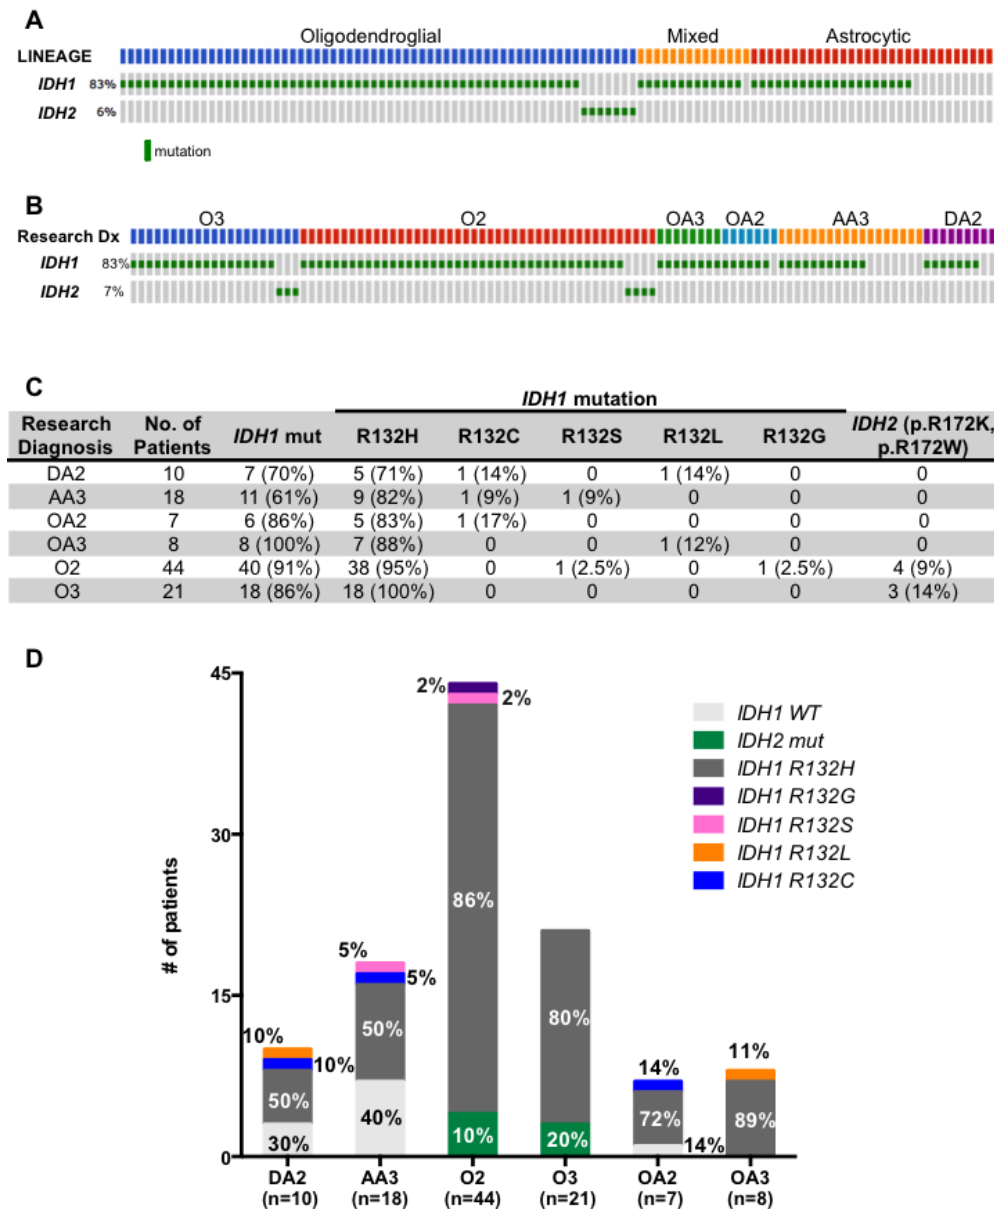 A
Oligodendroglial Mixed Astrocytic
LINEAGE
IDH1 83%
IDH2 6%
mutation
B
O3 O2 OA3 OA2 AA3 DA2
Research Dx
IDH1 83%
IDH2 7%
C
IDH1 mutation
Research Diagnosis No. of Patients IDH1 mut R132H R132C R132S R132L R132G IDH2 (p.R172K, p.R172W)
DA2 10 7 (70%) 5 (71%) 1 (14%) 0 1 (14%) 0 0
AA3 18 11 (61%) 9 (82%) 1 (9%) 1 (9%) 0 0 0
OA2 7 6 (86%) 5 (83%) 1 (17%) 0 0 0 0
OA3 8 8 (100%) 7 (88%) 0 0 1 (12%) 0 0
O2 44 40 (91%) 38 (95%) 0 1 (2.5%) 0 1 (2.5%) 4 (9%)
O3 21 18 (86%) 18 (100%) 0 0 0 0 3 (14%)
D
# of patients
45
30
15
0
10%
10%
50%
30%
5%
5%
50%
40%
2%
2%
86%
10%
80%
20%
14%
72%
14%
11%
89%
DA2 AA3 O2 O3 OA2 OA3
(n=10) (n=18) (n=44) (n=21) (n=7) (n=8)
IDH1 WT
IDH2 mut
IDH1 R132H
IDH1 R132G
IDH1 R132S
IDH1 R132L
IDH1 R132C